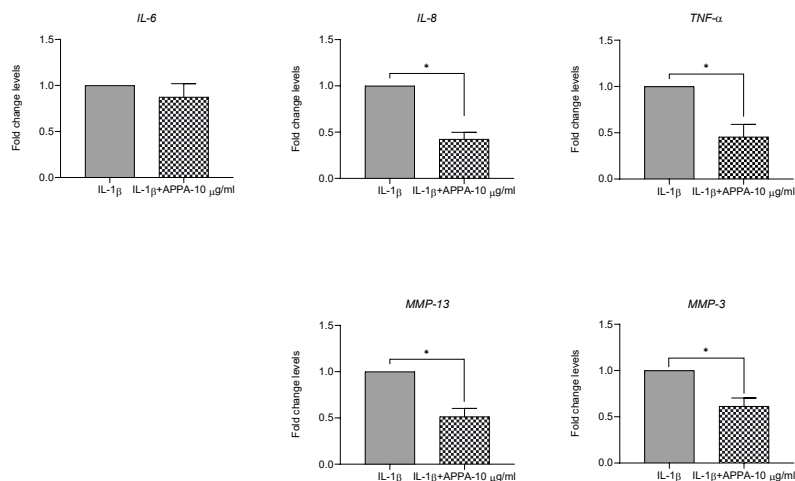 IL-6
Fold change levels
1.5
1.0
0.5
0.0
IL-1β
IL-1β+APPA-10 μg/ml
IL-8
Fold change levels
1.5
1.0
0.5
0.0
*
IL-1β
IL-1β+APPA-10 μg/ml
TNF-α
Fold change levels
1.5
1.0
0.5
0.0
*
IL-1β
IL-1β+APPA-10 μg/ml
MMP-13
Fold change levels
1.5
1.0
0.5
0.0
*
IL-1β
IL-1β+APPA-10 μg/ml
MMP-3
Fold change levels
1.5
1.0
0.5
0.0
*
IL-1β
IL-1β+APPA-10 μg/ml